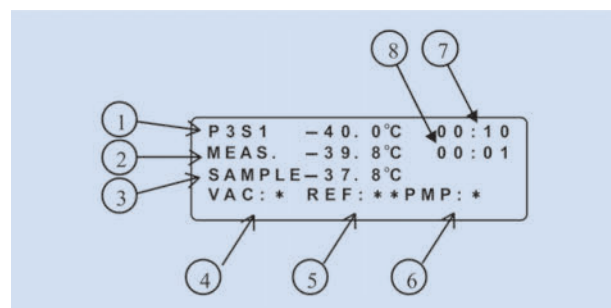 8 7
1 P3S1 −40. 0℃ 00:10
2 MEAS. −39. 8℃ 00:01
3 SAMPLE−37. 8℃
VAC: * REF: **PMP: *
4 5 6